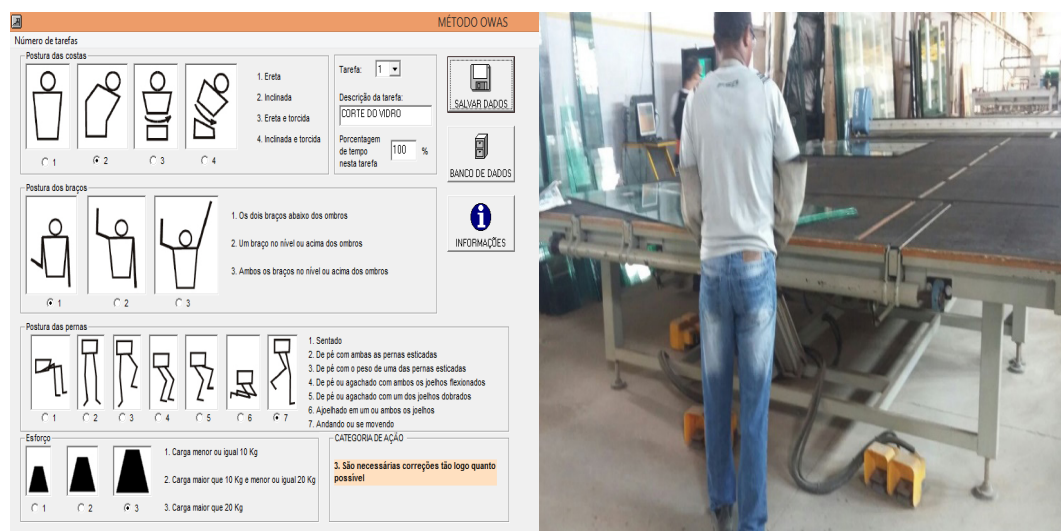 MÉTODO OWAS
Número de tarefas
Postura das costas
1. Ereta
2. Inclinada
3. Ereta e torcida
4. Inclinada e torcida
1
2
3
4
Tarefa: 1
Descrição da tarefa:
CORTE DO VIDRO
Porcentagem
de tempo
nesta tarefa
100 %
SALVAR DADOS
BANCO DE DADOS
INFORMAÇÕES
Postura dos braços
1. Os dois braços abaixo dos ombros
2. Um braço no nível ou acima dos ombros
3. Ambos os braços no nível ou acima dos ombros
1
2
3
Postura das pernas
1. Sentado
2. De pé com ambas as pernas esticadas
3. De pé com o peso de uma das pernas esticadas
4. De pé ou agachado com ambos os joelhos flexionados
5. De pé ou agachado com um dos joelhos dobrados
6. Ajoelhado em um ou ambos os joelhos
7. Andando ou se movendo
1
2
3
4
5
6
7
Esforço
1. Carga menor ou igual 10 Kg
2. Carga maior que 10 Kg e menor ou igual 20 Kg
3. Carga maior que 20 Kg
1
2
3
CATEGORIA DE AÇÃO
3. São necessárias correções tão logo quanto
possível